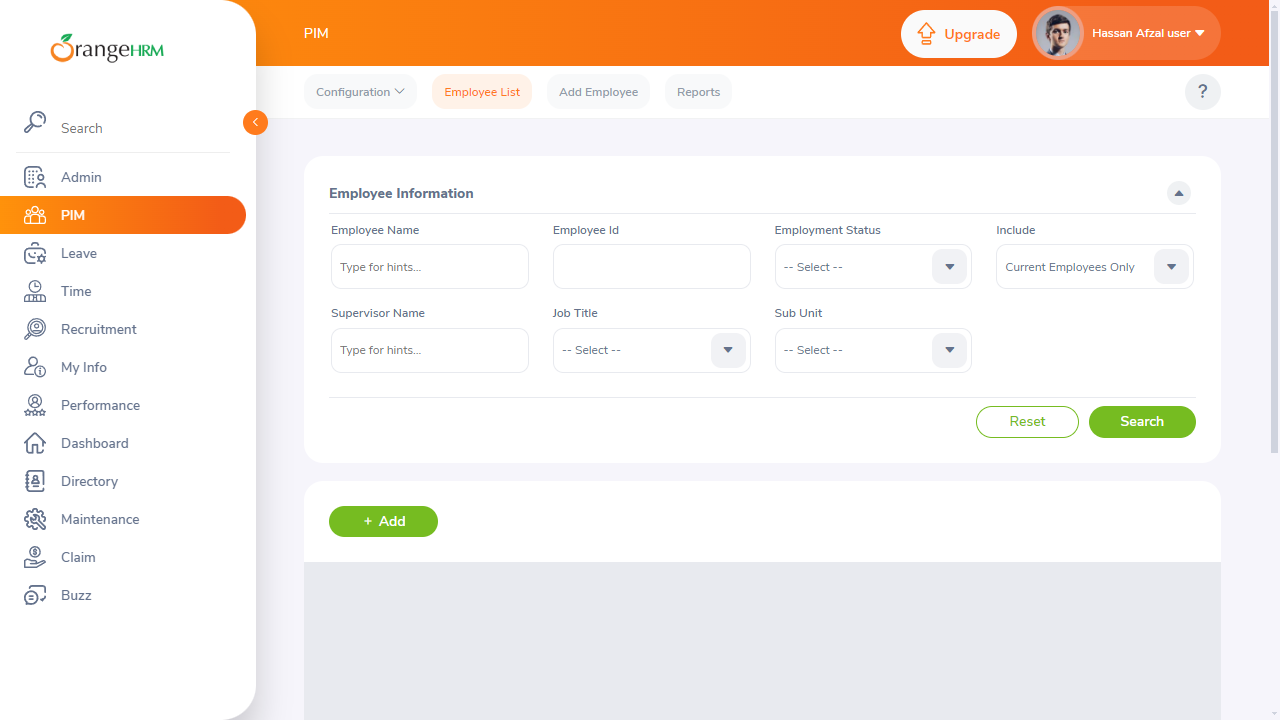 OrangeHRM
PIM
Upgrade
Hassan Afzal user
Configuration
Employee List
Add Employee
Reports
?
Search
Admin
PIM
Leave
Time
Recruitment
My Info
Performance
Dashboard
Directory
Maintenance
Claim
Buzz
Employee Information
Employee Name
Employee Id
Employment Status
Include
Type for hints...
-- Select --
Current Employees Only
Supervisor Name
Job Title
Sub Unit
Type for hints...
-- Select --
-- Select --
Reset
Search
+ Add